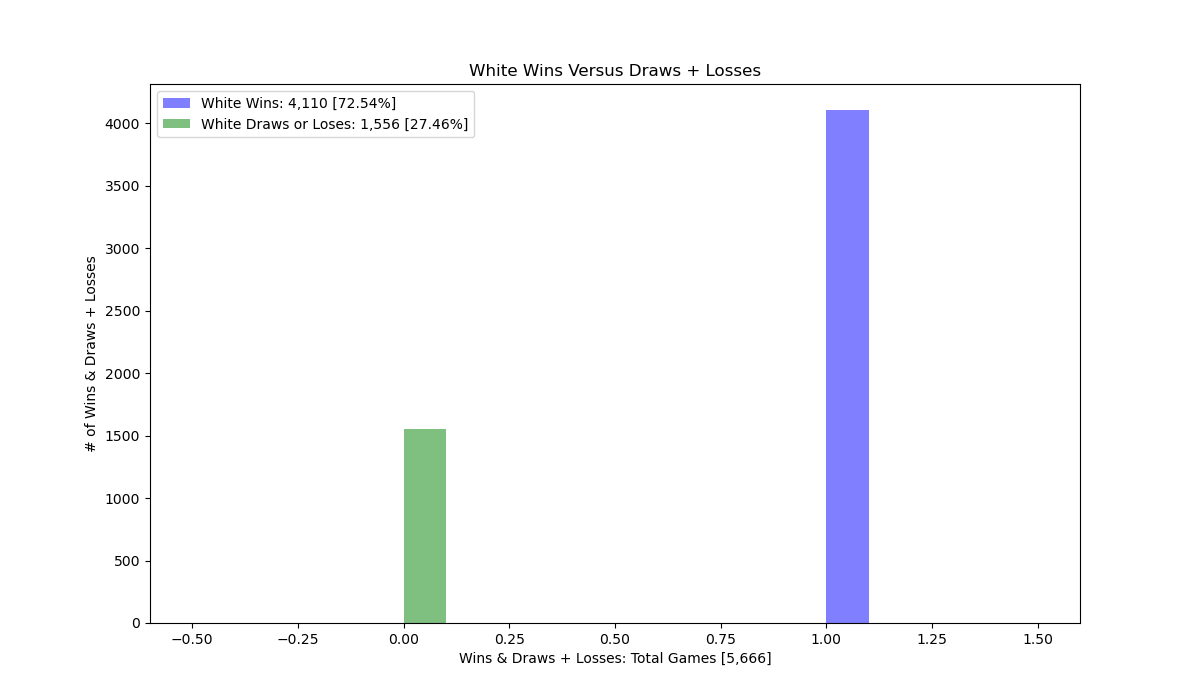 White Wins Versus Draws + Losses
White Wins: 4,110 [72.54%]
White Draws or Loses: 1,556 [27.46%]
# of Wins & Draws + Losses
4000
3500
3000
2500
2000
1500
1000
500
0
−0.50 −0.25 0.00 0.25 0.50 0.75 1.00 1.25 1.50
Wins & Draws + Losses: Total Games [5,666]